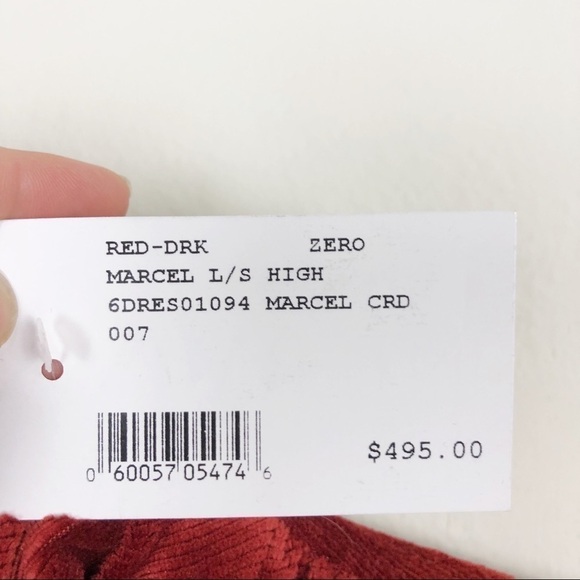 RED-DRK ZERO
MARCEL L/S HIGH
6DRES01094 MARCEL CRD
007
$495.00
0 60057 05474 6